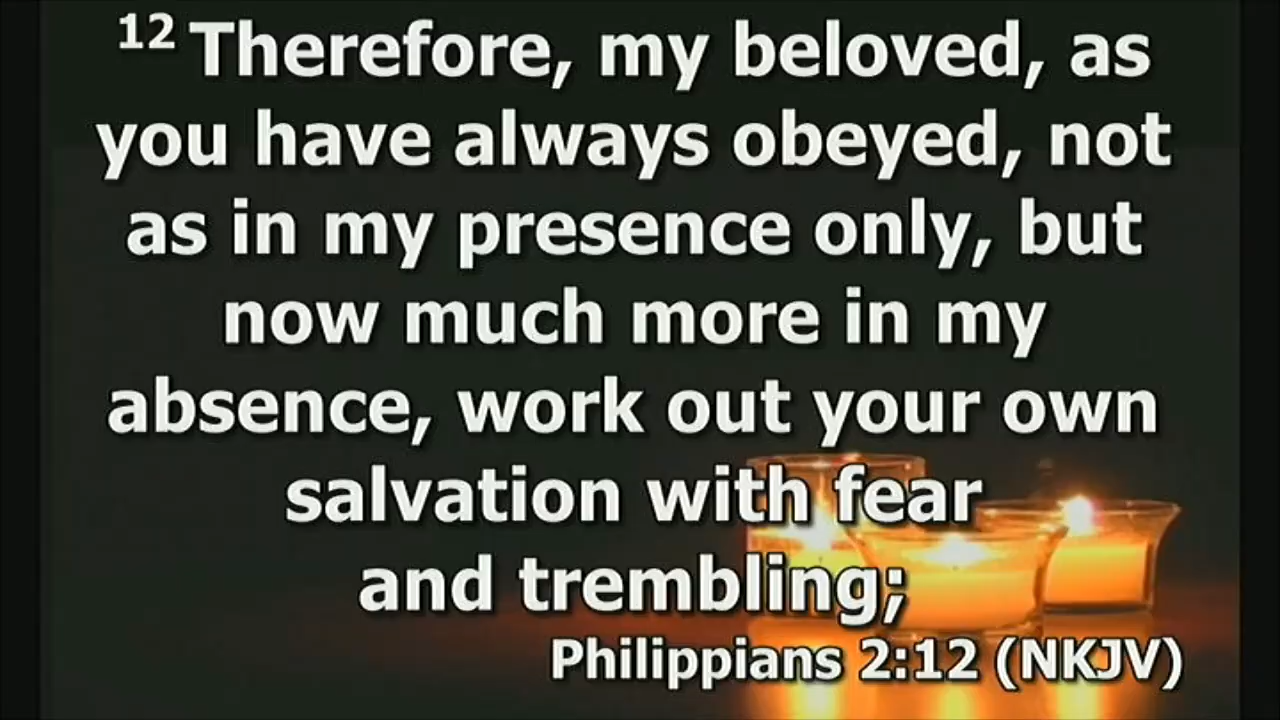 12 Therefore, my beloved, as
you have always obeyed, not
as in my presence only, but
now much more in my
absence, work out your own
salvation with fear
and trembling;
Philippians 2:12 (NKJV)